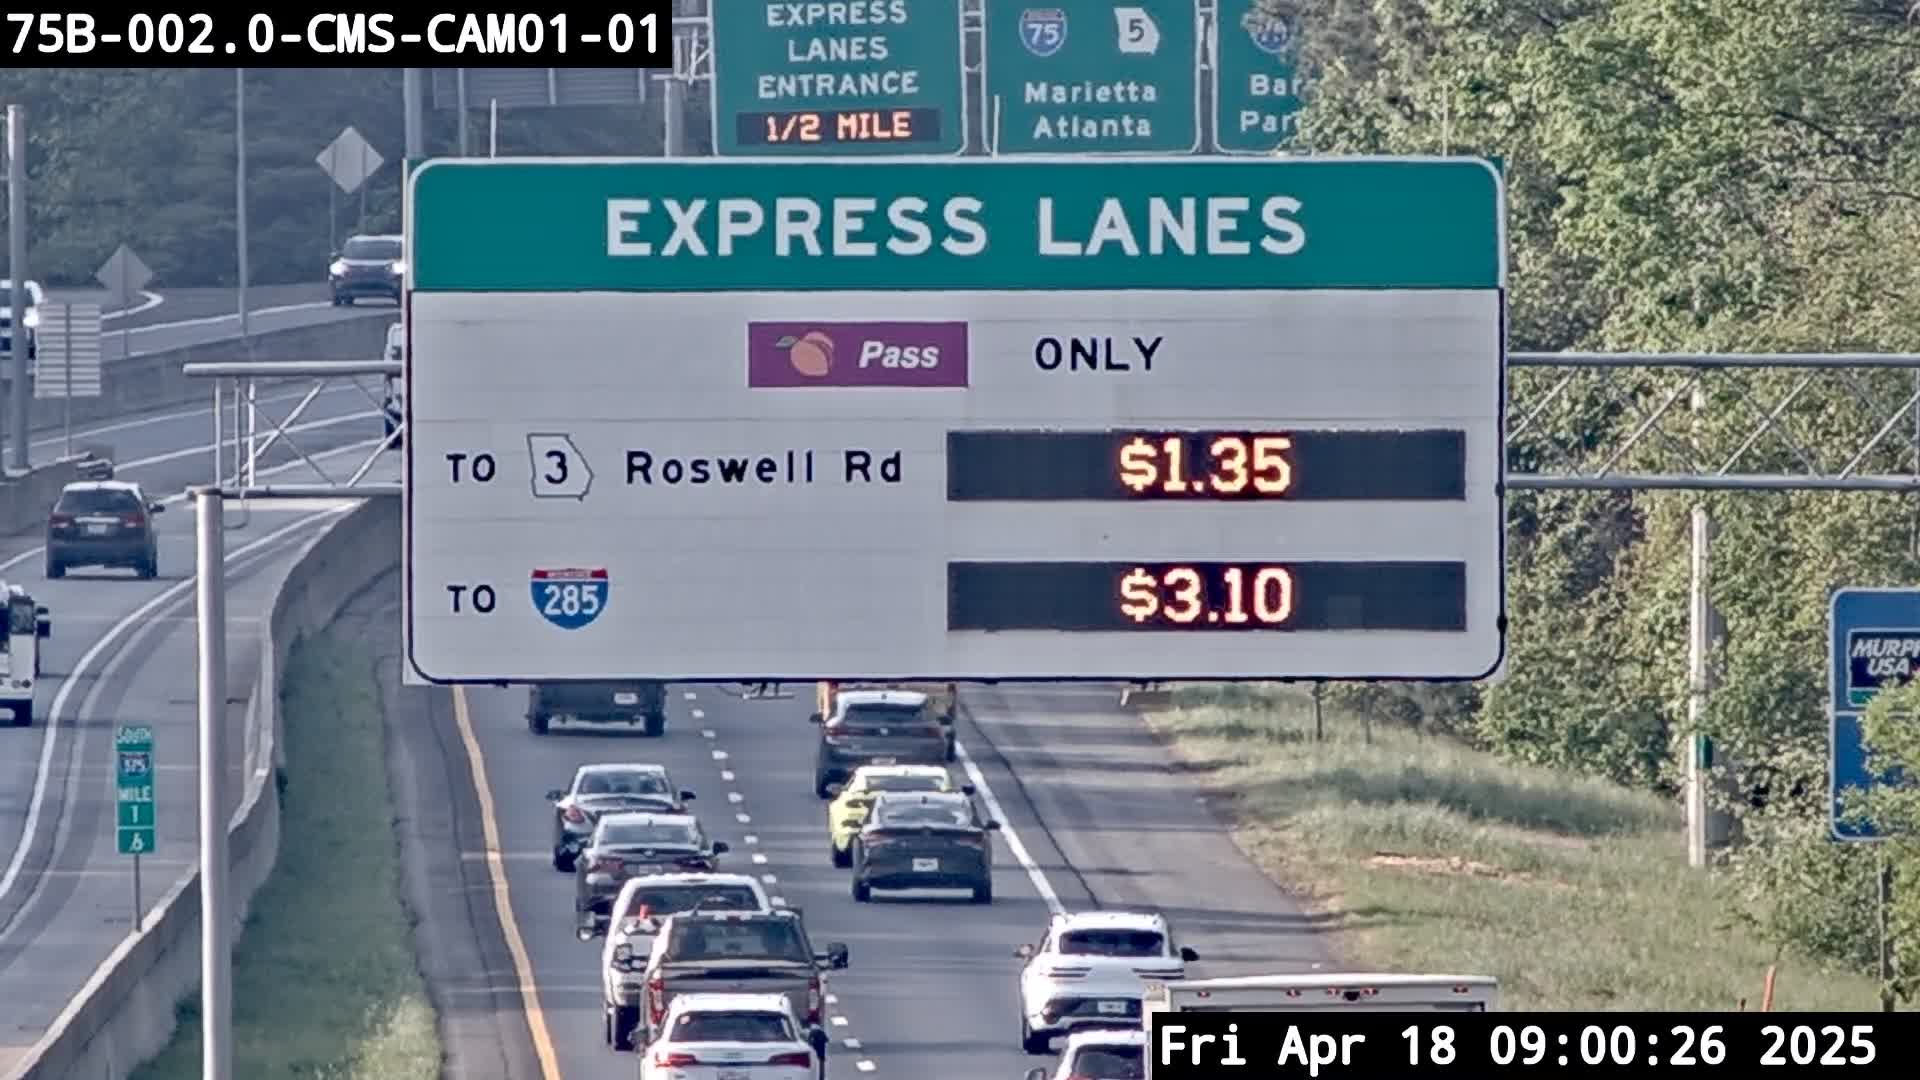 75B-002.0-CMS-CAM01-01
EXPRESS
LANES
ENTRANCE
1/2 MILE
75
5
Marietta
Atlanta
EXPRESS LANES
Pass ONLY
TO 3 Roswell Rd $1.35
TO 285 $3.10
MURP
USA
SOUTH
575
MILE
1
.6
Fri Apr 18 09:00:26 2025